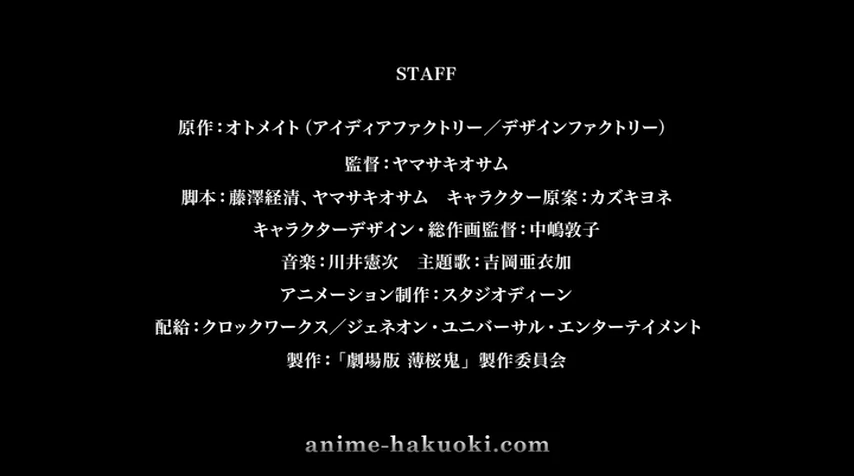 STAFF
原作：オトメイト（アイディアファクトリー／デザインファクトリー）
監督：ヤマサキオサム
脚本：藤澤経清、ヤマサキオサム　キャラクター原案：カズキヨネ
キャラクターデザイン・総作画監督：中嶋敦子
音楽：川井憲次　主題歌：吉岡亜衣加
アニメーション制作：スタジオディーン
配給：クロックワークス／ジェネオン・ユニバーサル・エンターテイメント
製作：「劇場版 薄桜鬼」製作委員会
anime-hakuoki.com